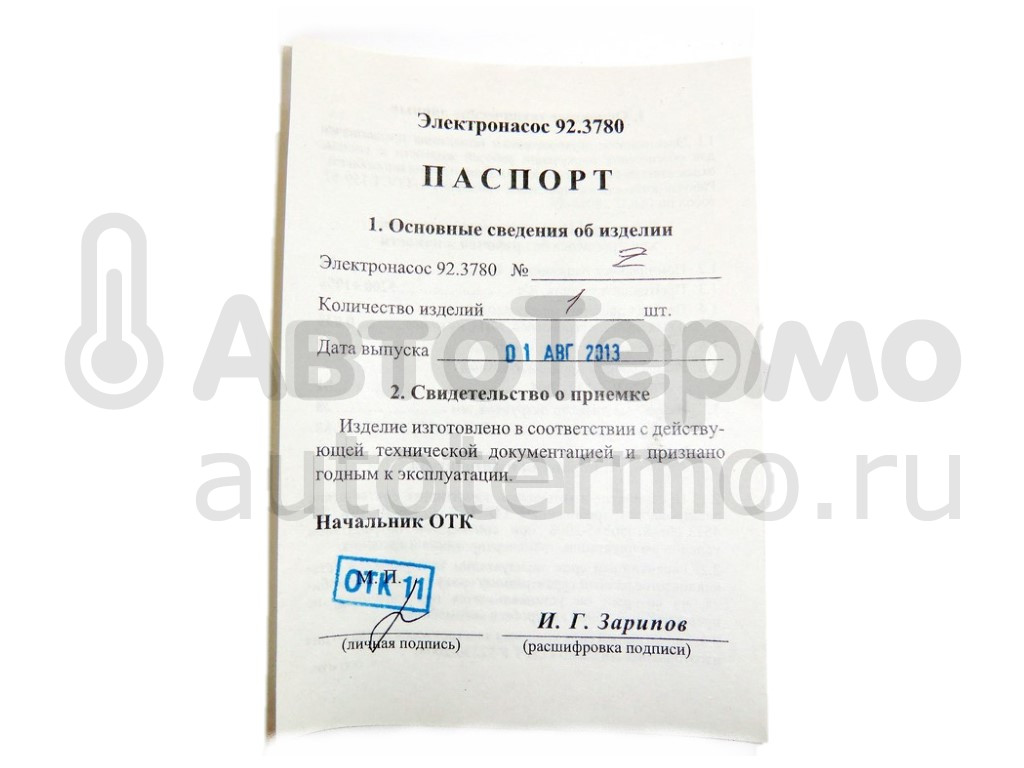 Электронасос 92.3780
ПАСПОРТ
1. Основные сведения об изделии
Электронасос 92.3780 №
Количество изделий 1 шт.
Дата выпуска 01 АВГ 2013
2. Свидетельство о приемке
Изделие изготовлено в соответствии с действу-
ющей технической документацией и признано
годным к эксплуатации.
Начальник ОТК
М. П.
ОТК 11
И. Г. Зарипов
(личная подпись) (расшифровка подписи)
АвтоТермо
autotermo.ru